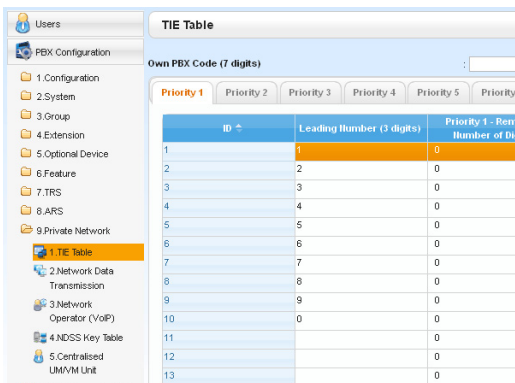 Users
PBX Configuration
1.Configuration
2.System
3.Group
4.Extension
5.Optional Device
6.Feature
7.TRS
8.ARS
9.Private Network
1.TIE Table
2.Network Data
Transmission
3.Network
Operator (VoIP)
4.NDSS Key Table
5.Centralised
UM/VM Unit
TIE Table
Own PBX Code (7 digits) :
Priority 1 Priority 2 Priority 3 Priority 4 Priority 5 Priority
ID Leading Number (3 digits) Priority 1 - Rem
Number of Di
1 1 0
2 2 0
3 3 0
4 4 0
5 5 0
6 6 0
7 7 0
8 8 0
9 9 0
10 0 0
11 0
12 0
13 0